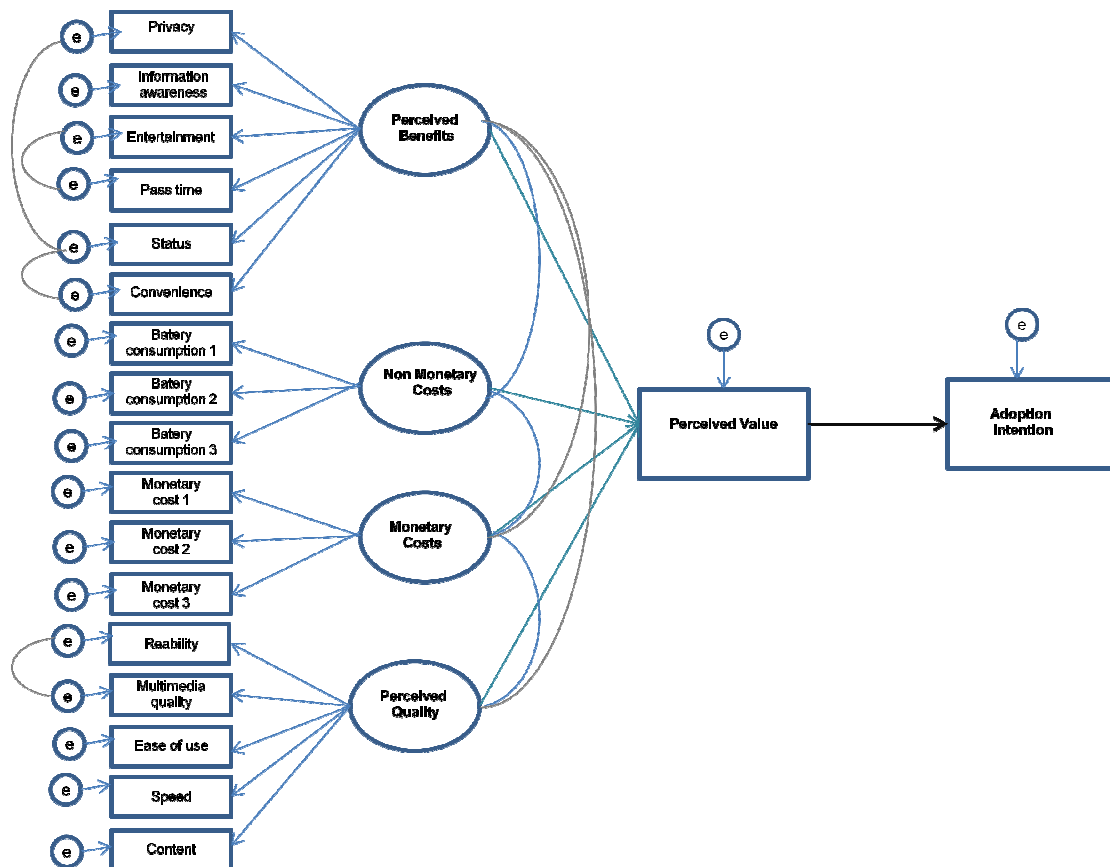 e
Privacy
e
Information
awareness
e
Entertainment
e
Pass time
e
Status
e
Convenience
e
Batery
consumption 1
e
Batery
consumption 2
e
Batery
consumption 3
e
Monetary
cost 1
e
Monetary
cost 2
e
Monetary
cost 3
e
Reability
e
Multimedia
quality
e
Ease of use
e
Speed
e
Content
Perceived
Benefits
Non Monetary
Costs
Monetary
Costs
Perceived
Quality
e
Perceived Value
e
Adoption
Intention